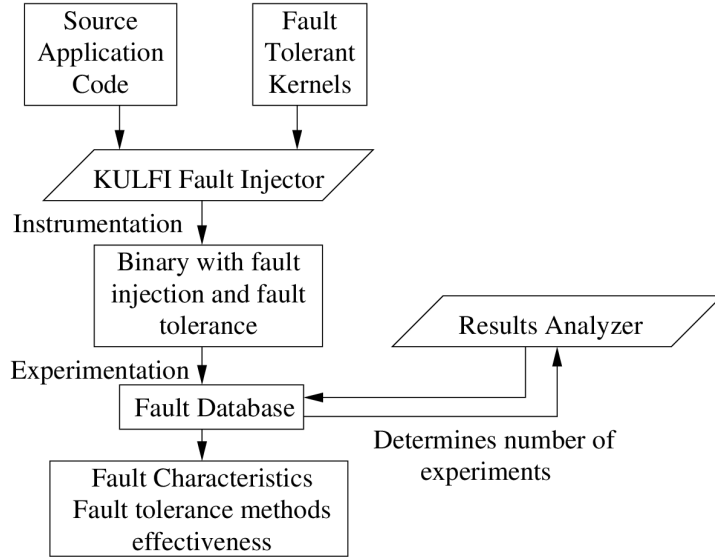 Source
Application
Code
Fault
Tolerant
Kernels
KULFI Fault Injector
Instrumentation
Binary with fault
injection and fault
tolerance
Results Analyzer
Experimentation
Fault Database
Determines number of
experiments
Fault Characteristics
Fault tolerance methods
effectiveness